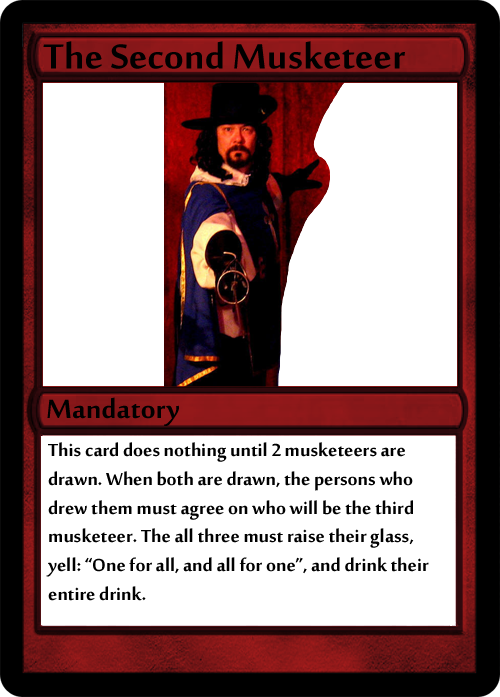 The Second Musketeer
Mandatory
This card does nothing until 2 musketeers are
drawn. When both are drawn, the persons who
drew them must agree on who will be the third
musketeer. The all three must raise their glass,
yell: “One for all, and all for one”, and drink their
entire drink.